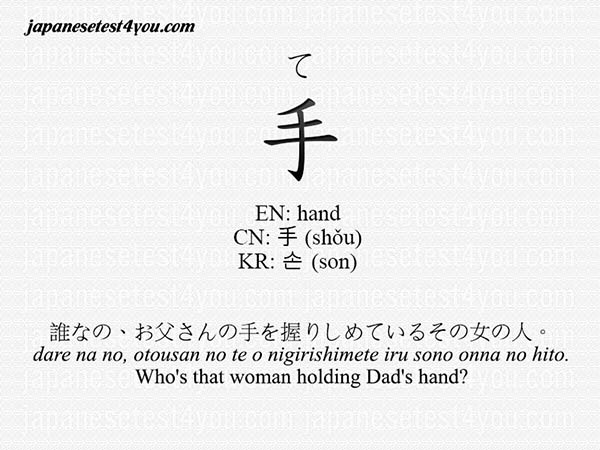 japanesetest4you.com
て
手
EN: hand
CN: 手 (shǒu)
KR: 손 (son)
誰なの、お父さんの手を握りしめているその女の人。
dare na no, otousan no te o nigirishimete iru sono onna no hito.
Who's that woman holding Dad's hand?